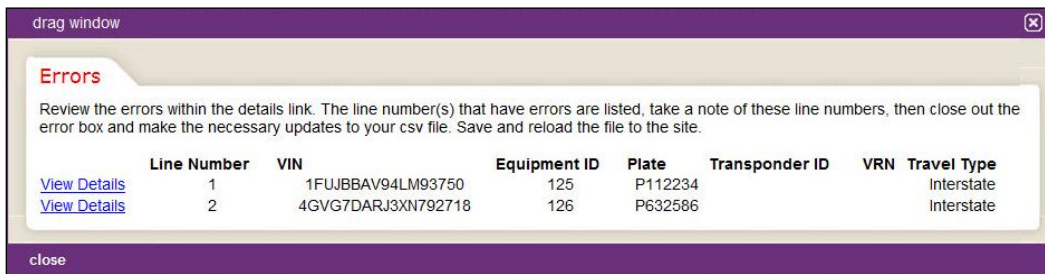 drag window
Errors
Review the errors within the details link. The line number(s) that have errors are listed, take a note of these line numbers, then close out the
error box and make the necessary updates to your csv file. Save and reload the file to the site.
Line Number VIN Equipment ID Plate Transponder ID VRN Travel Type
View Details 1 1FUJBBAV94LM93750 125 P112234 Interstate
View Details 2 4GVG7DARJ3XN792718 126 P632586 Interstate
close